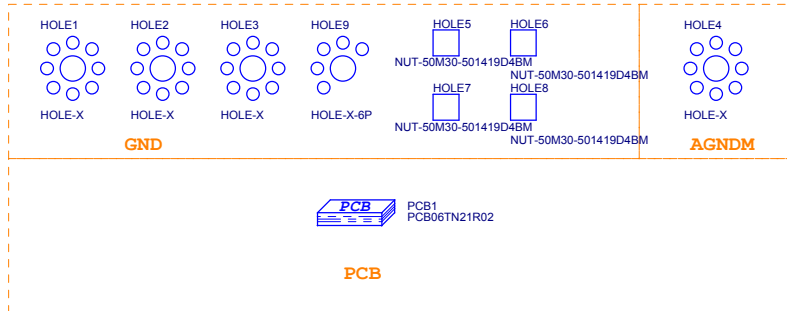 HOLE1
HOLE2
HOLE3
HOLE9
HOLE5
HOLE6
HOLE4
NUT-50M30-501419D4BM
NUT-50M30-501419D4BM
HOLE7
HOLE8
HOLE-X
HOLE-X
HOLE-X
HOLE-X-6P
HOLE-X
NUT-50M30-501419D4BM
NUT-50M30-501419D4BM
GND
AGNDM
PCB
PCB1
PCB06TN21R02
PCB